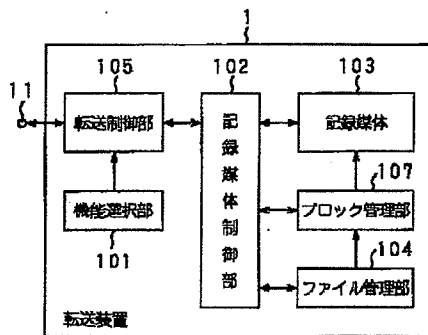 1
105
102
103
11
転送制御部
記録媒体制御部
記録媒体
107
機能選択部
ブロック管理部
101
104
ファイル管理部
転送装置